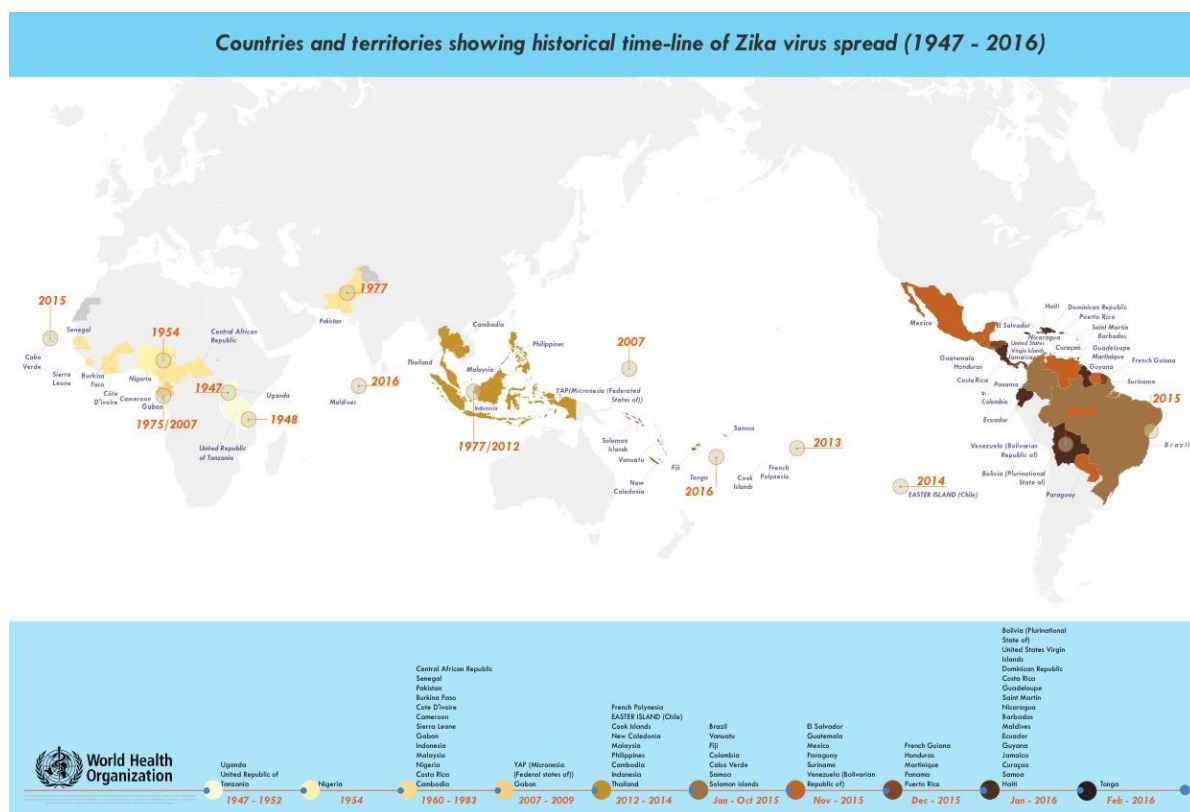 Countries and territories showing historical time-line of Zika virus spread (1947 - 2016)
2015
Cabo
Verde
Senegal
Sierra
Leone
Burkina
Faso
Côte
D'ivoire
1954
Nigeria
Cameroon
Gabon
1975/2007
Central African
Republic
1947
Uganda
1948
United Republic
of Tanzania
1977
Pakistan
2016
Maldives
Cambodia
Thailand
Philippines
Malaysia
Indonesia
1977/2012
2007
YAP(Micronesia (Federated
States of))
Solomon
Islands
Vanuatu
New
Caledonia
Samoa
Fiji
Tonga
2016
Cook
Islands
French
Polynesia
2013
2014
EASTER ISLAND (Chile)
Mexico
El Salvador
Haiti
Dominican Republic
Puerto Rico
Nicaragua
Saint Martin
Barbados
United States
Virgin Islands
Jamaica
Curaçao
Guadeloupe
Martinique
Guatemala
Honduras
French Guiana
Guyana
Costa Rica
Panama
Suriname
Colombia
2015
Ecuador
Brazil
Venezuela (Bolivarian
Republic of)
Bolivia (Plurinational
State of)
Paraguay
World Health
Organization
Uganda
United Republic of
Tanzania
1947 - 1952
Nigeria
1954
Central African Republic
Senegal
Pakistan
Burkina Faso
Cote D'ivoire
Cameroon
Sierra Leone
Gabon
Indonesia
Malaysia
Nigeria
Costa Rica
Cambodia
1960 - 1983
YAP (Micronesia
(Federal states of))
Gabon
2007 - 2009
French Polynesia
EASTER ISLAND (Chile)
Cook Islands
New Caledonia
Malaysia
Philippines
Cambodia
Indonesia
Thailand
2012 - 2014
Brazil
Vanuatu
Fiji
Colombia
Cabo Verde
Samoa
Solomon Islands
Jan - Oct 2015
El Salvador
Guatemala
Mexico
Paraguay
Suriname
Venezuela (Bolivarian
Republic of)
Nov - 2015
French Guiana
Honduras
Martinique
Panama
Puerto Rico
Dec - 2015
Bolivia (Plurinational
State of)
United States Virgin
Islands
Dominican Republic
Costa Rica
Guadeloupe
Saint Martin
Nicaragua
Barbados
Maldives
Ecuador
Guyana
Jamaica
Curaçao
Samoa
Haiti
Jan - 2016
Tonga
Feb - 2016